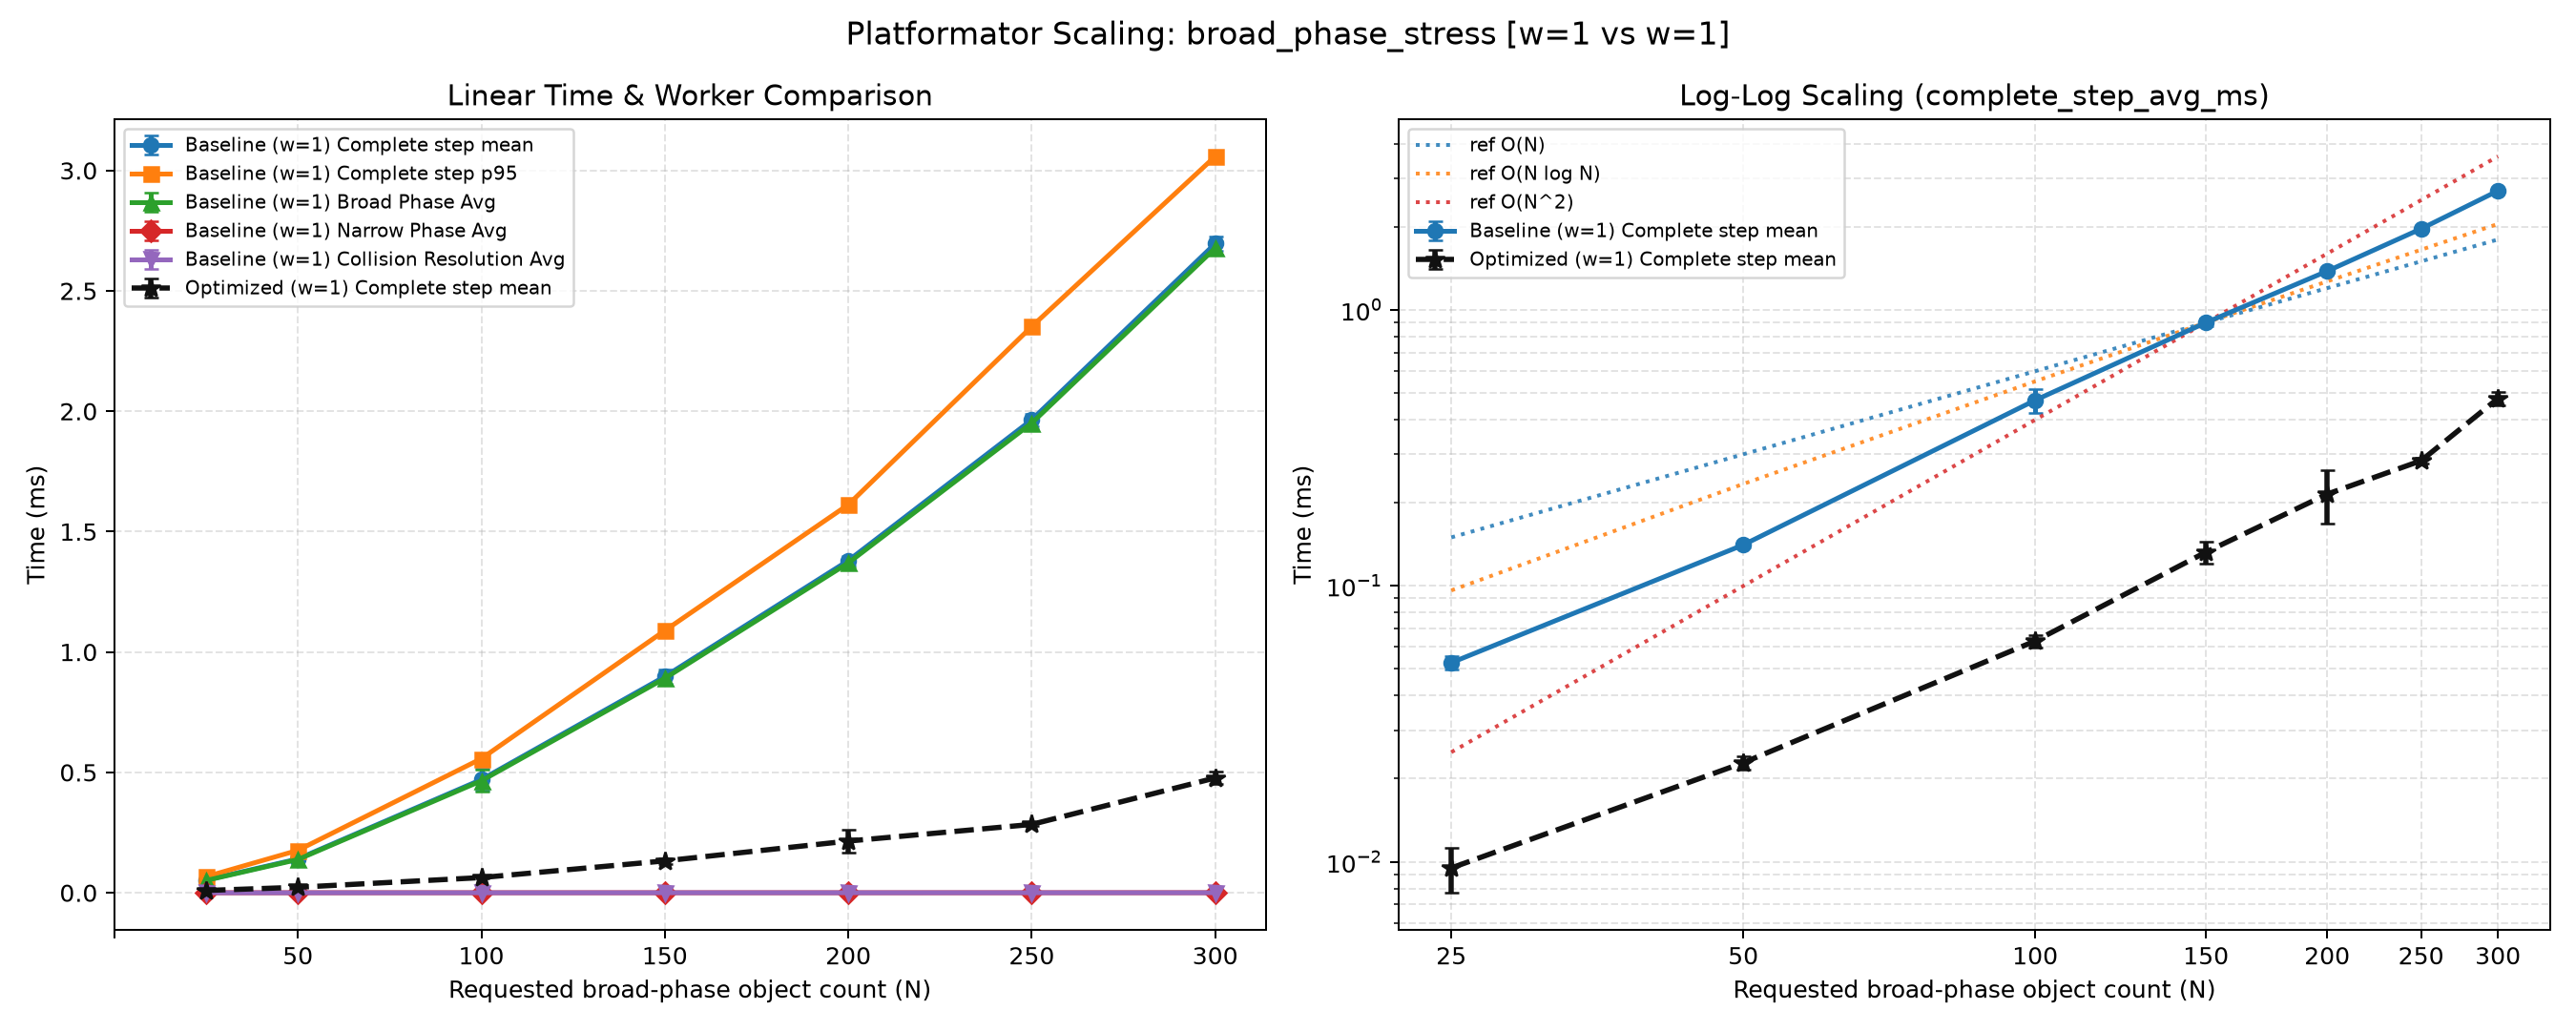 Platformator Scaling: broad_phase_stress [w=1 vs w=1]
Linear Time & Worker Comparison
Baseline (w=1) Complete step mean
Baseline (w=1) Complete step p95
Baseline (w=1) Broad Phase Avg
Baseline (w=1) Narrow Phase Avg
Baseline (w=1) Collision Resolution Avg
Optimized (w=1) Complete step mean
3.0
2.5
2.0
1.5
1.0
0.5
0.0
Time (ms)
50 100 150 200 250 300
Requested broad-phase object count (N)
Log-Log Scaling (complete_step_avg_ms)
ref O(N)
ref O(N log N)
ref O(N^2)
Baseline (w=1) Complete step mean
Optimized (w=1) Complete step mean
10⁰
10⁻¹
10⁻²
Time (ms)
25 50 100 150 200 250 300
Requested broad-phase object count (N)